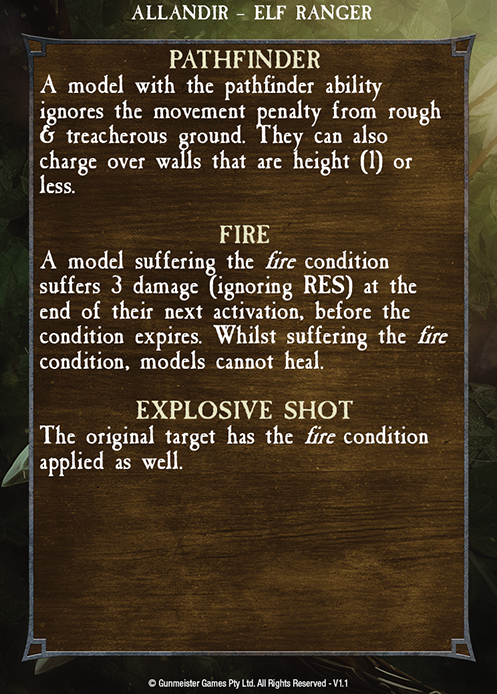 ALLANDIR - ELF RANGER
PATHFINDER
A model with the pathfinder ability
ignores the movement penalty from rough
& treacherous ground. They can also
charge over walls that are height (1) or
less.
FIRE
A model suffering the fire condition
suffers 3 damage (ignoring RES) at the
end of their next activation, before the
condition expires. Whilst suffering the fire
condition, models cannot heal.
EXPLOSIVE SHOT
The original target has the fire condition
applied as well.
© Gunmeister Games Pty Ltd. All Rights Reserved - V1.1